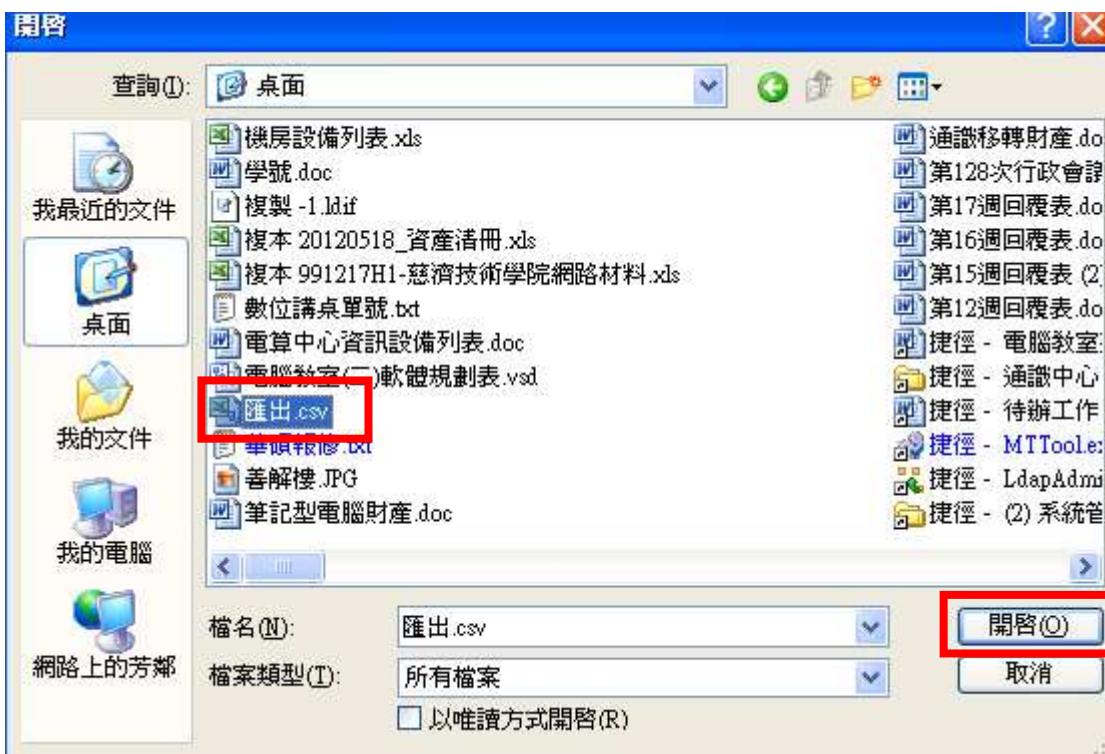 開啓
查詢(I):
桌面
我最近的文件
桌面
我的文件
我的電腦
網路上的芳鄰
機房設備列表.xls
學號.doc
複製 -1.ldif
複本 20120518_資產清冊.xls
複本 991217H1-慈濟技術學院網路材料.xls
數位講桌單號.txt
電算中心資訊設備列表.doc
電腦教室(二)軟體規劃表.vsd
匯出.csv
華碩報修.txt
善解樓.JPG
筆記型電腦財產.doc
通識移轉財產.do
第128次行政會
第17週回覆表.do
第16週回覆表.do
第15週回覆表 (2
第12週回覆表.do
捷徑 - 電腦教室
捷徑 - 通識中心
捷徑 - 待辦工作
捷徑 - MTTool.e
捷徑 - LdapAdmi
捷徑 - (2) 系統管
檔名(N):
匯出.csv
開啓(O)
檔案類型(T):
所有檔案
取消
以唯讀方式開啓(R)